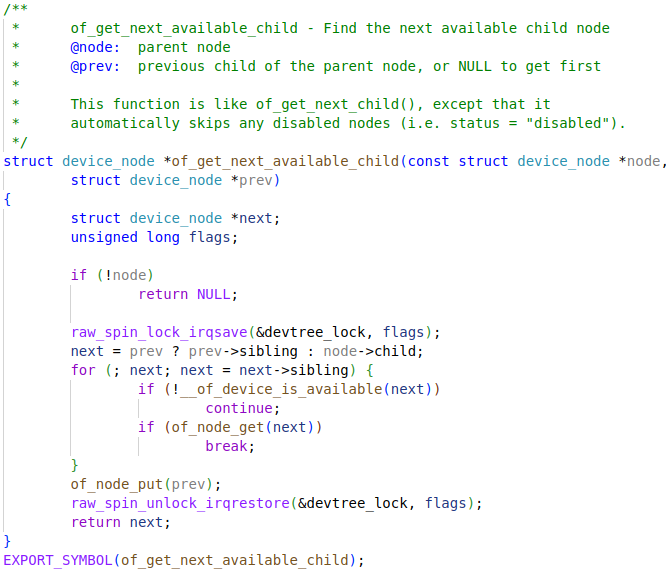 /**
 *      of_get_next_available_child - Find the next available child node
 *      @node:  parent node
 *      @prev:  previous child of the parent node, or NULL to get first
 *
 *      This function is like of_get_next_child(), except that it
 *      automatically skips any disabled nodes (i.e. status = "disabled").
 */
struct device_node *of_get_next_available_child(const struct device_node *node,
        struct device_node *prev)
{
        struct device_node *next;
        unsigned long flags;

        if (!node)
                return NULL;

        raw_spin_lock_irqsave(&devtree_lock, flags);
        next = prev ? prev->sibling : node->child;
        for (; next; next = next->sibling) {
                if (!__of_device_is_available(next))
                        continue;
                if (of_node_get(next))
                        break;
        }
        of_node_put(prev);
        raw_spin_unlock_irqrestore(&devtree_lock, flags);
        return next;
}
EXPORT_SYMBOL(of_get_next_available_child);